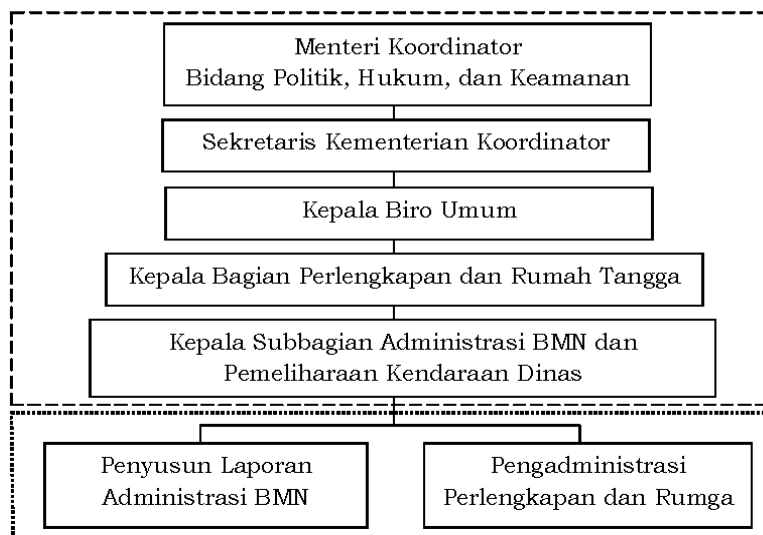 Menteri Koordinator
Bidang Politik, Hukum, dan Keamanan
Sekretaris Kementerian Koordinator
Kepala Biro Umum
Kepala Bagian Perlengkapan dan Rumah Tangga
Kepala Subbagian Administrasi BMN dan
Pemeliharaan Kendaraan Dinas
Penyusun Laporan
Administrasi BMN
Pengadministrasi
Perlengkapan dan Rumga